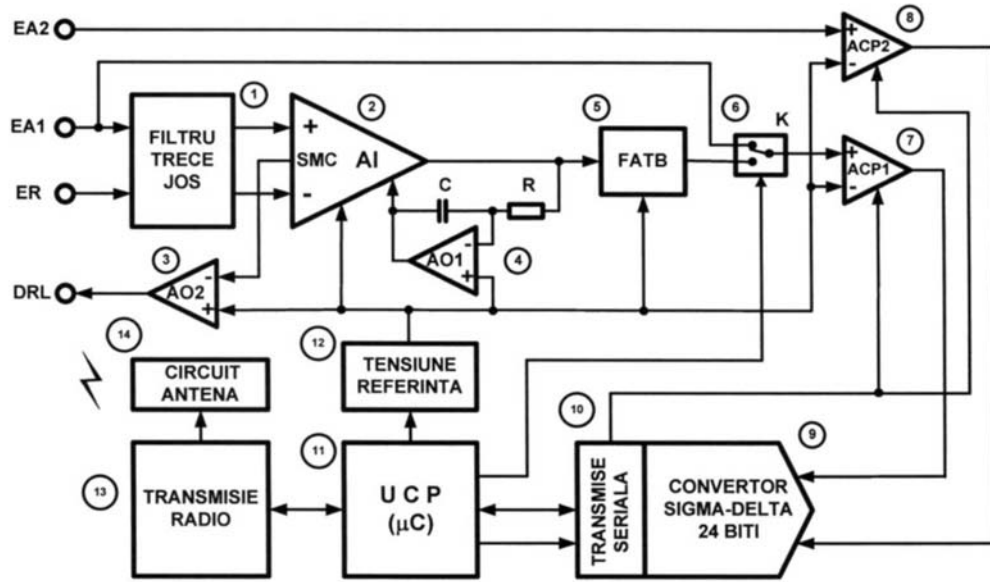 EA2
8
+
ACP2
-
1
2
5
6
K
EA1
FILTRU
TRECE
JOS
+
SMC
AI
-
FATB
7
+
ACP1
-
ER
C
R
3
-
AO1
+
4
DRL
-
AO2
+
14
12
CIRCUIT
ANTENA
TENSIUNE
REFERINTA
10
11
9
13
TRANSMISIE
RADIO
U C P
(μC)
TRANSMISE
SERIALA
CONVERTOR
SIGMA-DELTA
24 BITI